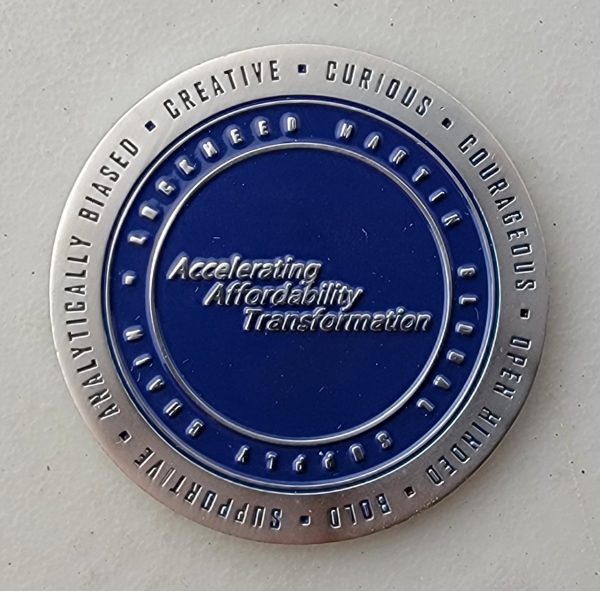 CREATIVE ▪ CURIOUS ▪ COURAGEOUS ▪ OPEN MINDED ▪ BOLD ▪ SUPPORTIVE ▪ ANALYTICALLY BIASED ▪
LOCKHEED MARTIN GLOBAL SUPPLY CHAIN ▪
Accelerating
Affordability
Transformation